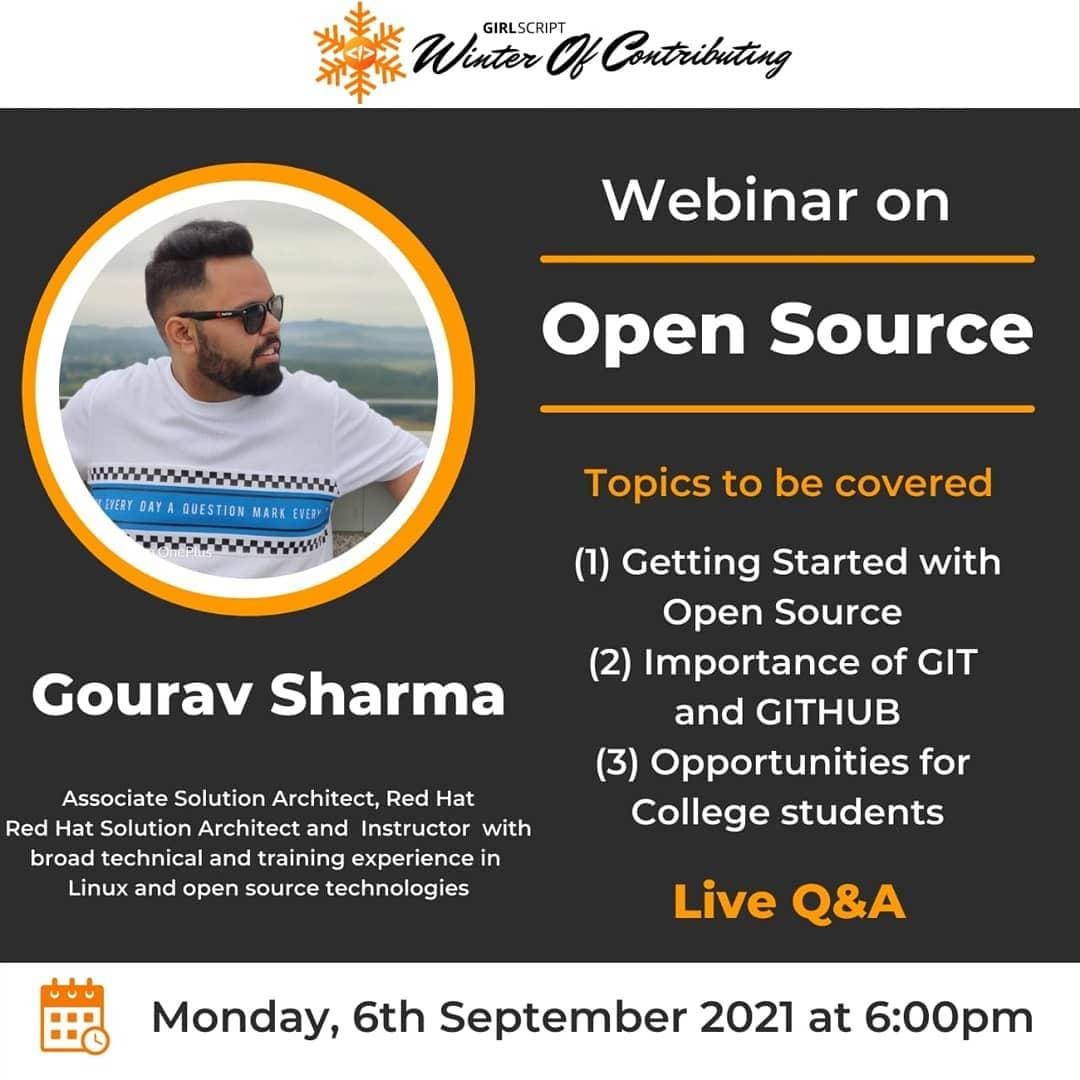 GIRLSCRIPT
Winter Of Contributing
Webinar on
Open Source
Topics to be covered
(1) Getting Started with
Open Source
(2) Importance of GIT
and GITHUB
(3) Opportunities for
College students
Live Q&A
EVERY DAY A QUESTION MARK EVERY
OnePlus
Gourav Sharma
Associate Solution Architect, Red Hat
Red Hat Solution Architect and Instructor with
broad technical and training experience in
Linux and open source technologies
Monday, 6th September 2021 at 6:00pm